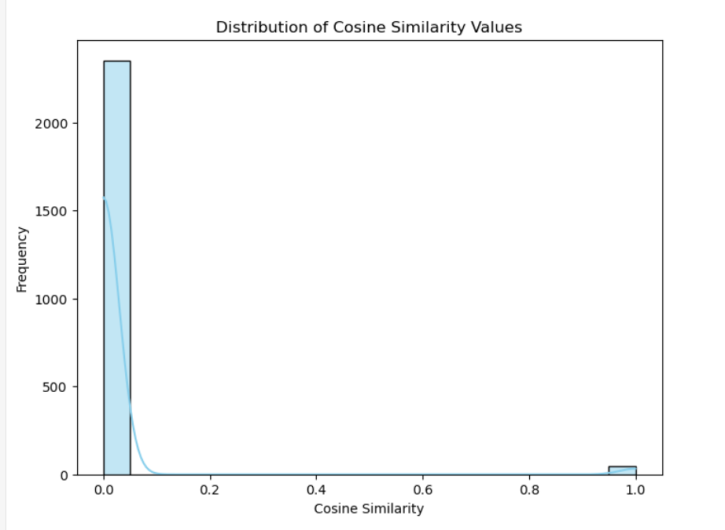 Distribution of Cosine Similarity Values
Frequency
2000
1500
1000
500
0
0.0 0.2 0.4 0.6 0.8 1.0
Cosine Similarity